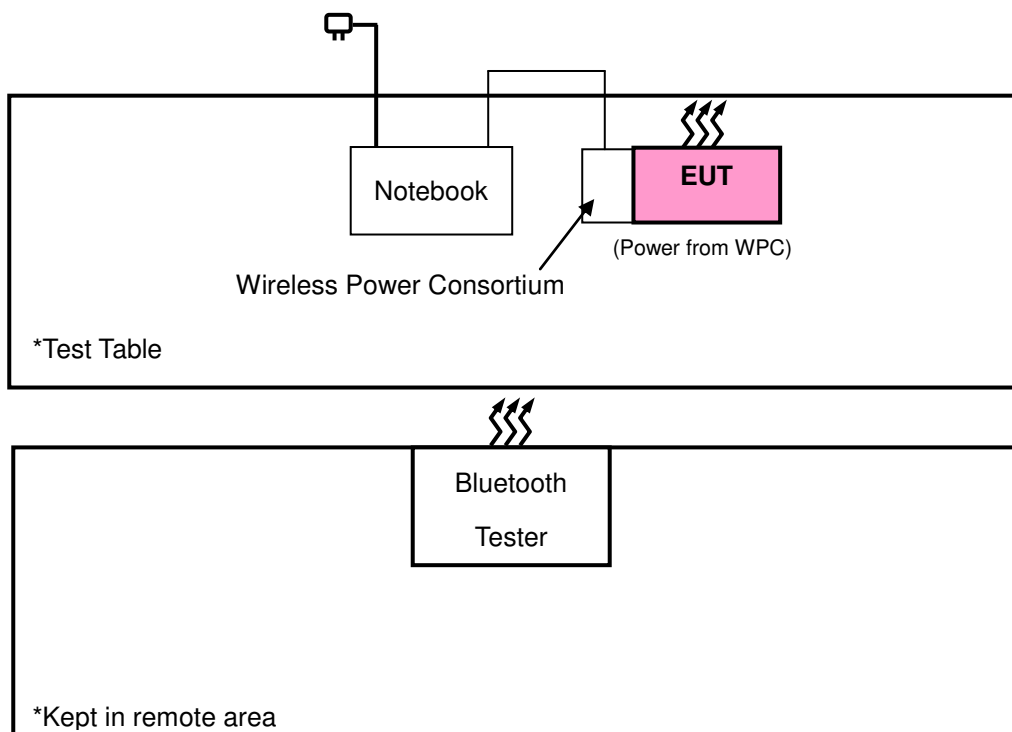 Notebook
EUT
(Power from WPC)
Wireless Power Consortium
*Test Table
Bluetooth
Tester
*Kept in remote area